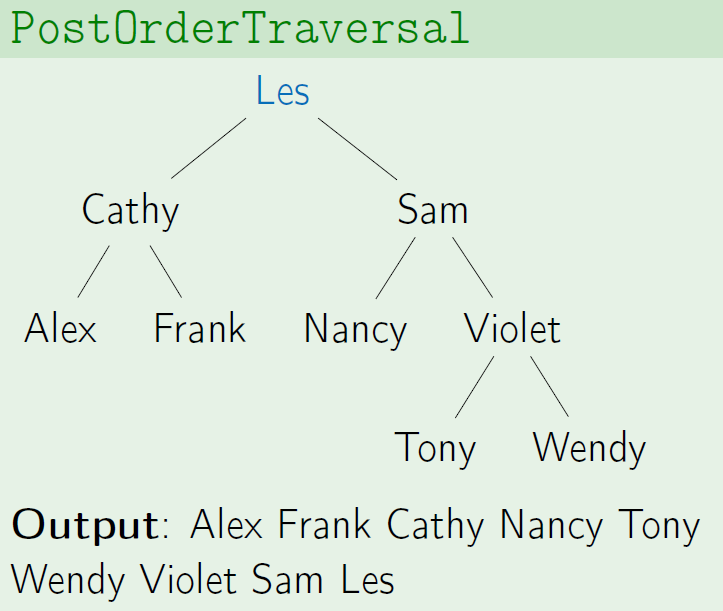 PostOrderTraversal
Les
Cathy Sam
Alex Frank Nancy Violet
Tony Wendy
Output: Alex Frank Cathy Nancy Tony
Wendy Violet Sam Les